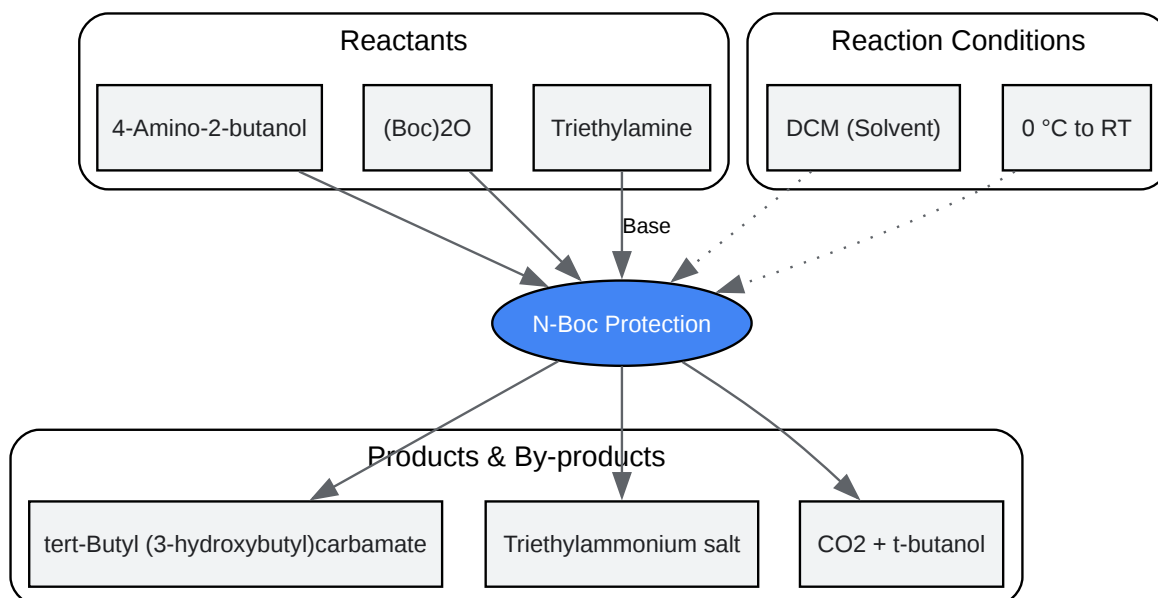 Reactants
Reaction Conditions
4-Amino-2-butanol
(Boc)2O
Triethylamine
DCM (Solvent)
0 °C to RT
Base
N-Boc Protection
Products & By-products
tert-Butyl (3-hydroxybutyl)carbamate
Triethylammonium salt
CO2 + t-butanol